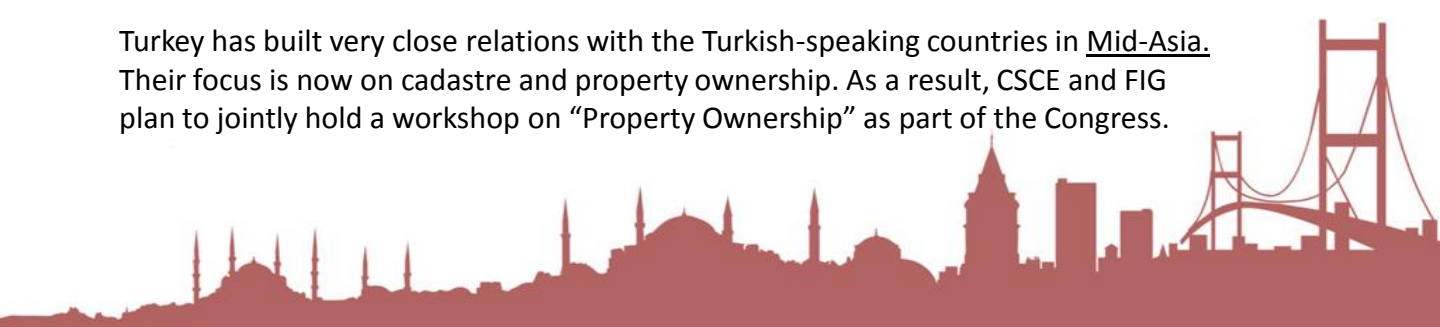 Turkey has built very close relations with the Turkish-speaking countries in Mid-Asia.
Their focus is now on cadastre and property ownership. As a result, CSCE and FIG
plan to jointly hold a workshop on “Property Ownership” as part of the Congress.